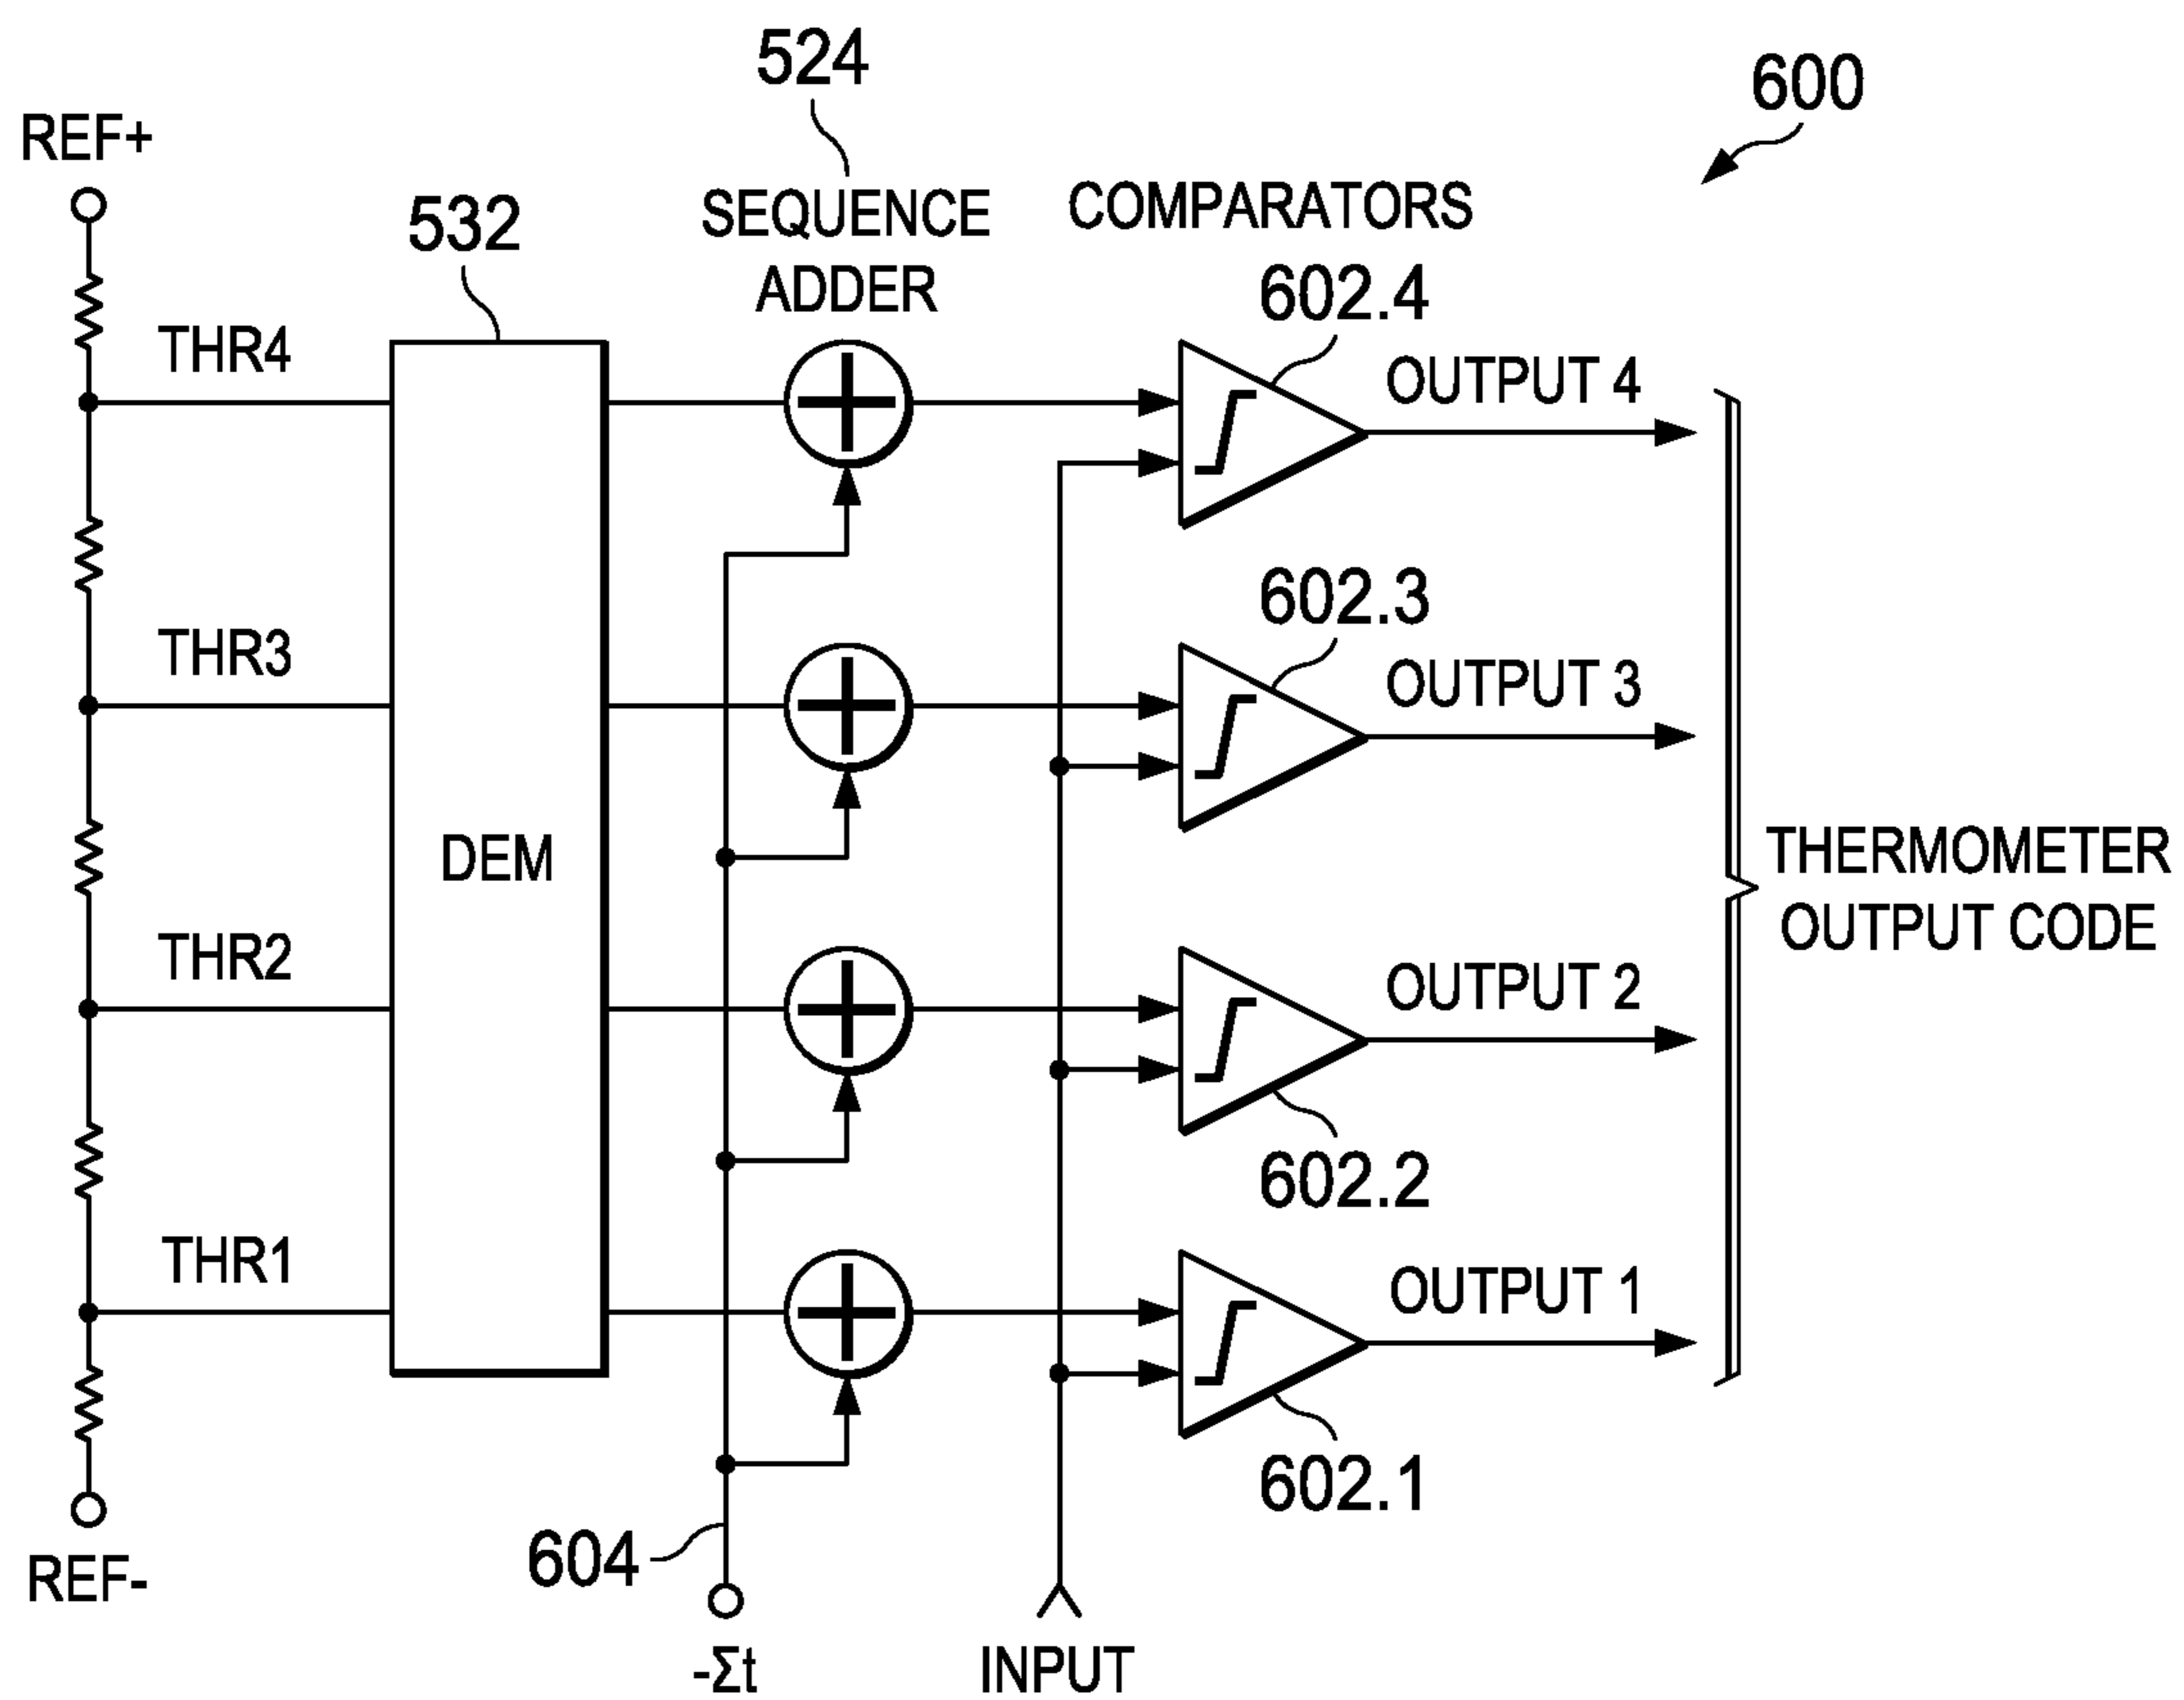 524
600
REF+
532
SEQUENCE
ADDER
COMPARATORS
602.4
THR4
OUTPUT 4
602.3
THR3
OUTPUT 3
DEM
THERMOMETER
OUTPUT CODE
THR2
OUTPUT 2
602.2
THR1
OUTPUT 1
602.1
604
REF-
-Σt
INPUT